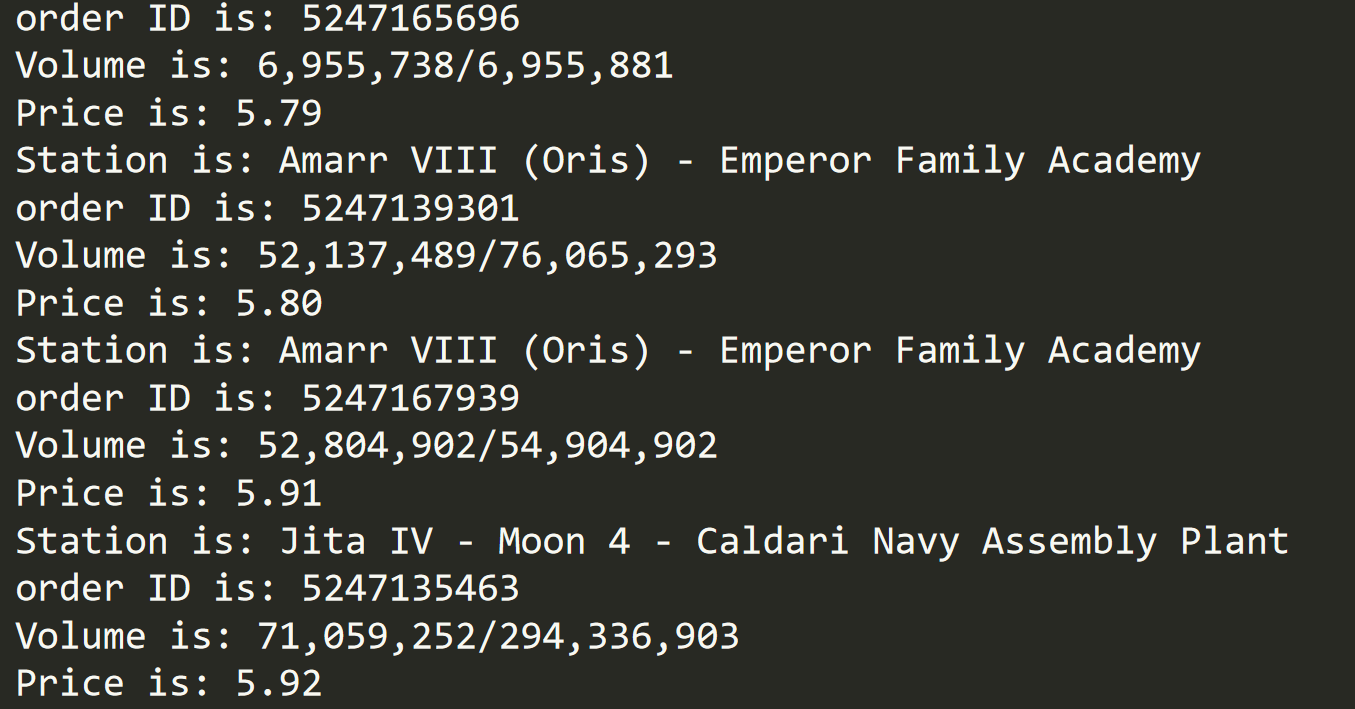 order ID is: 5247165696
Volume is: 6,955,738/6,955,881
Price is: 5.79
Station is: Amarr VIII (Oris) - Emperor Family Academy
order ID is: 5247139301
Volume is: 52,137,489/76,065,293
Price is: 5.80
Station is: Amarr VIII (Oris) - Emperor Family Academy
order ID is: 5247167939
Volume is: 52,804,902/54,904,902
Price is: 5.91
Station is: Jita IV - Moon 4 - Caldari Navy Assembly Plant
order ID is: 5247135463
Volume is: 71,059,252/294,336,903
Price is: 5.92